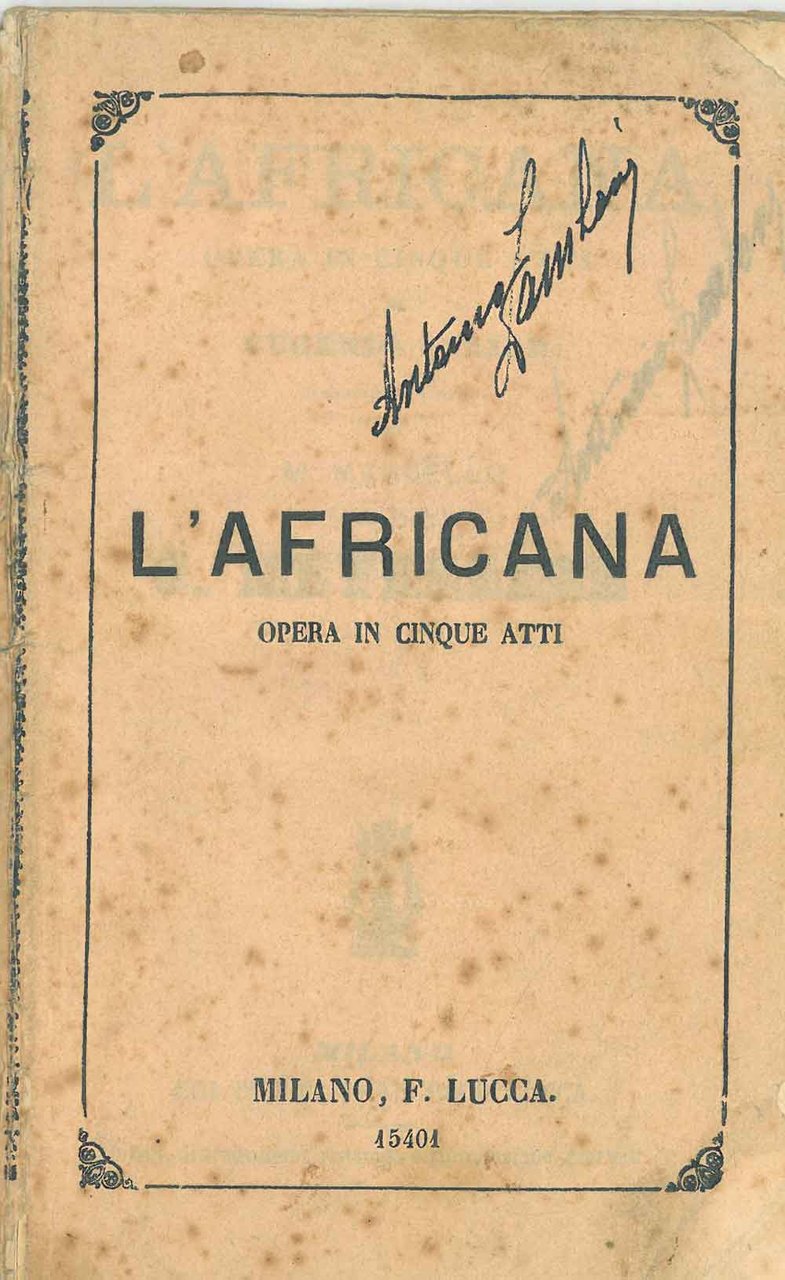 L'AFRICANA
OPERA IN CINQUE ATTI
MILANO, F. LUCCA.
15401